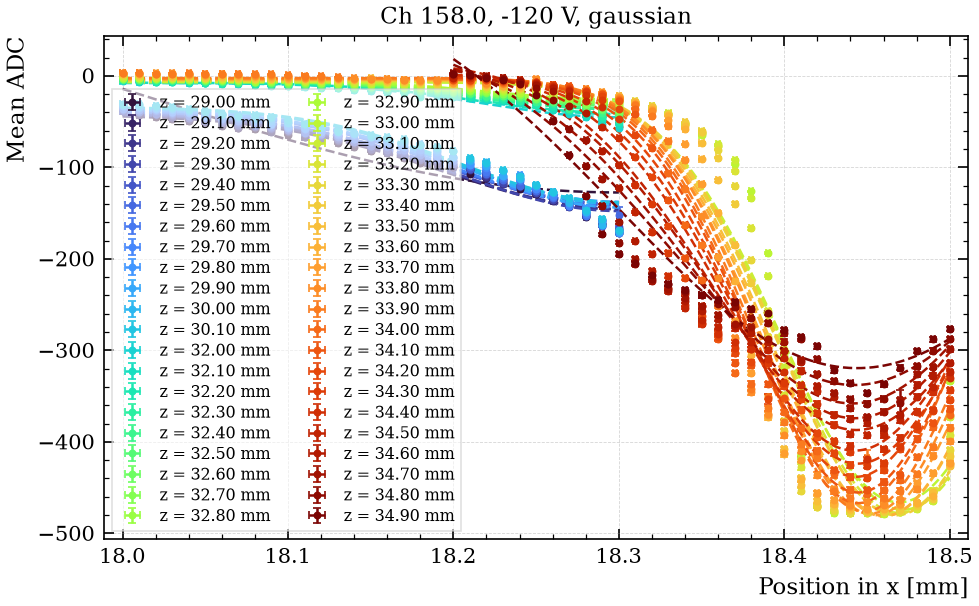 Ch 158.0, -120 V, gaussian
Mean ADC
0
−100
−200
−300
−400
−500
z = 29.00 mm
z = 29.10 mm
z = 29.20 mm
z = 29.30 mm
z = 29.40 mm
z = 29.50 mm
z = 29.60 mm
z = 29.70 mm
z = 29.80 mm
z = 29.90 mm
z = 30.00 mm
z = 30.10 mm
z = 32.00 mm
z = 32.10 mm
z = 32.20 mm
z = 32.30 mm
z = 32.40 mm
z = 32.50 mm
z = 32.60 mm
z = 32.70 mm
z = 32.80 mm
z = 32.90 mm
z = 33.00 mm
z = 33.10 mm
z = 33.20 mm
z = 33.30 mm
z = 33.40 mm
z = 33.50 mm
z = 33.60 mm
z = 33.70 mm
z = 33.80 mm
z = 33.90 mm
z = 34.00 mm
z = 34.10 mm
z = 34.20 mm
z = 34.30 mm
z = 34.40 mm
z = 34.50 mm
z = 34.60 mm
z = 34.70 mm
z = 34.80 mm
z = 34.90 mm
18.0 18.1 18.2 18.3 18.4 18.5
Position in x [mm]